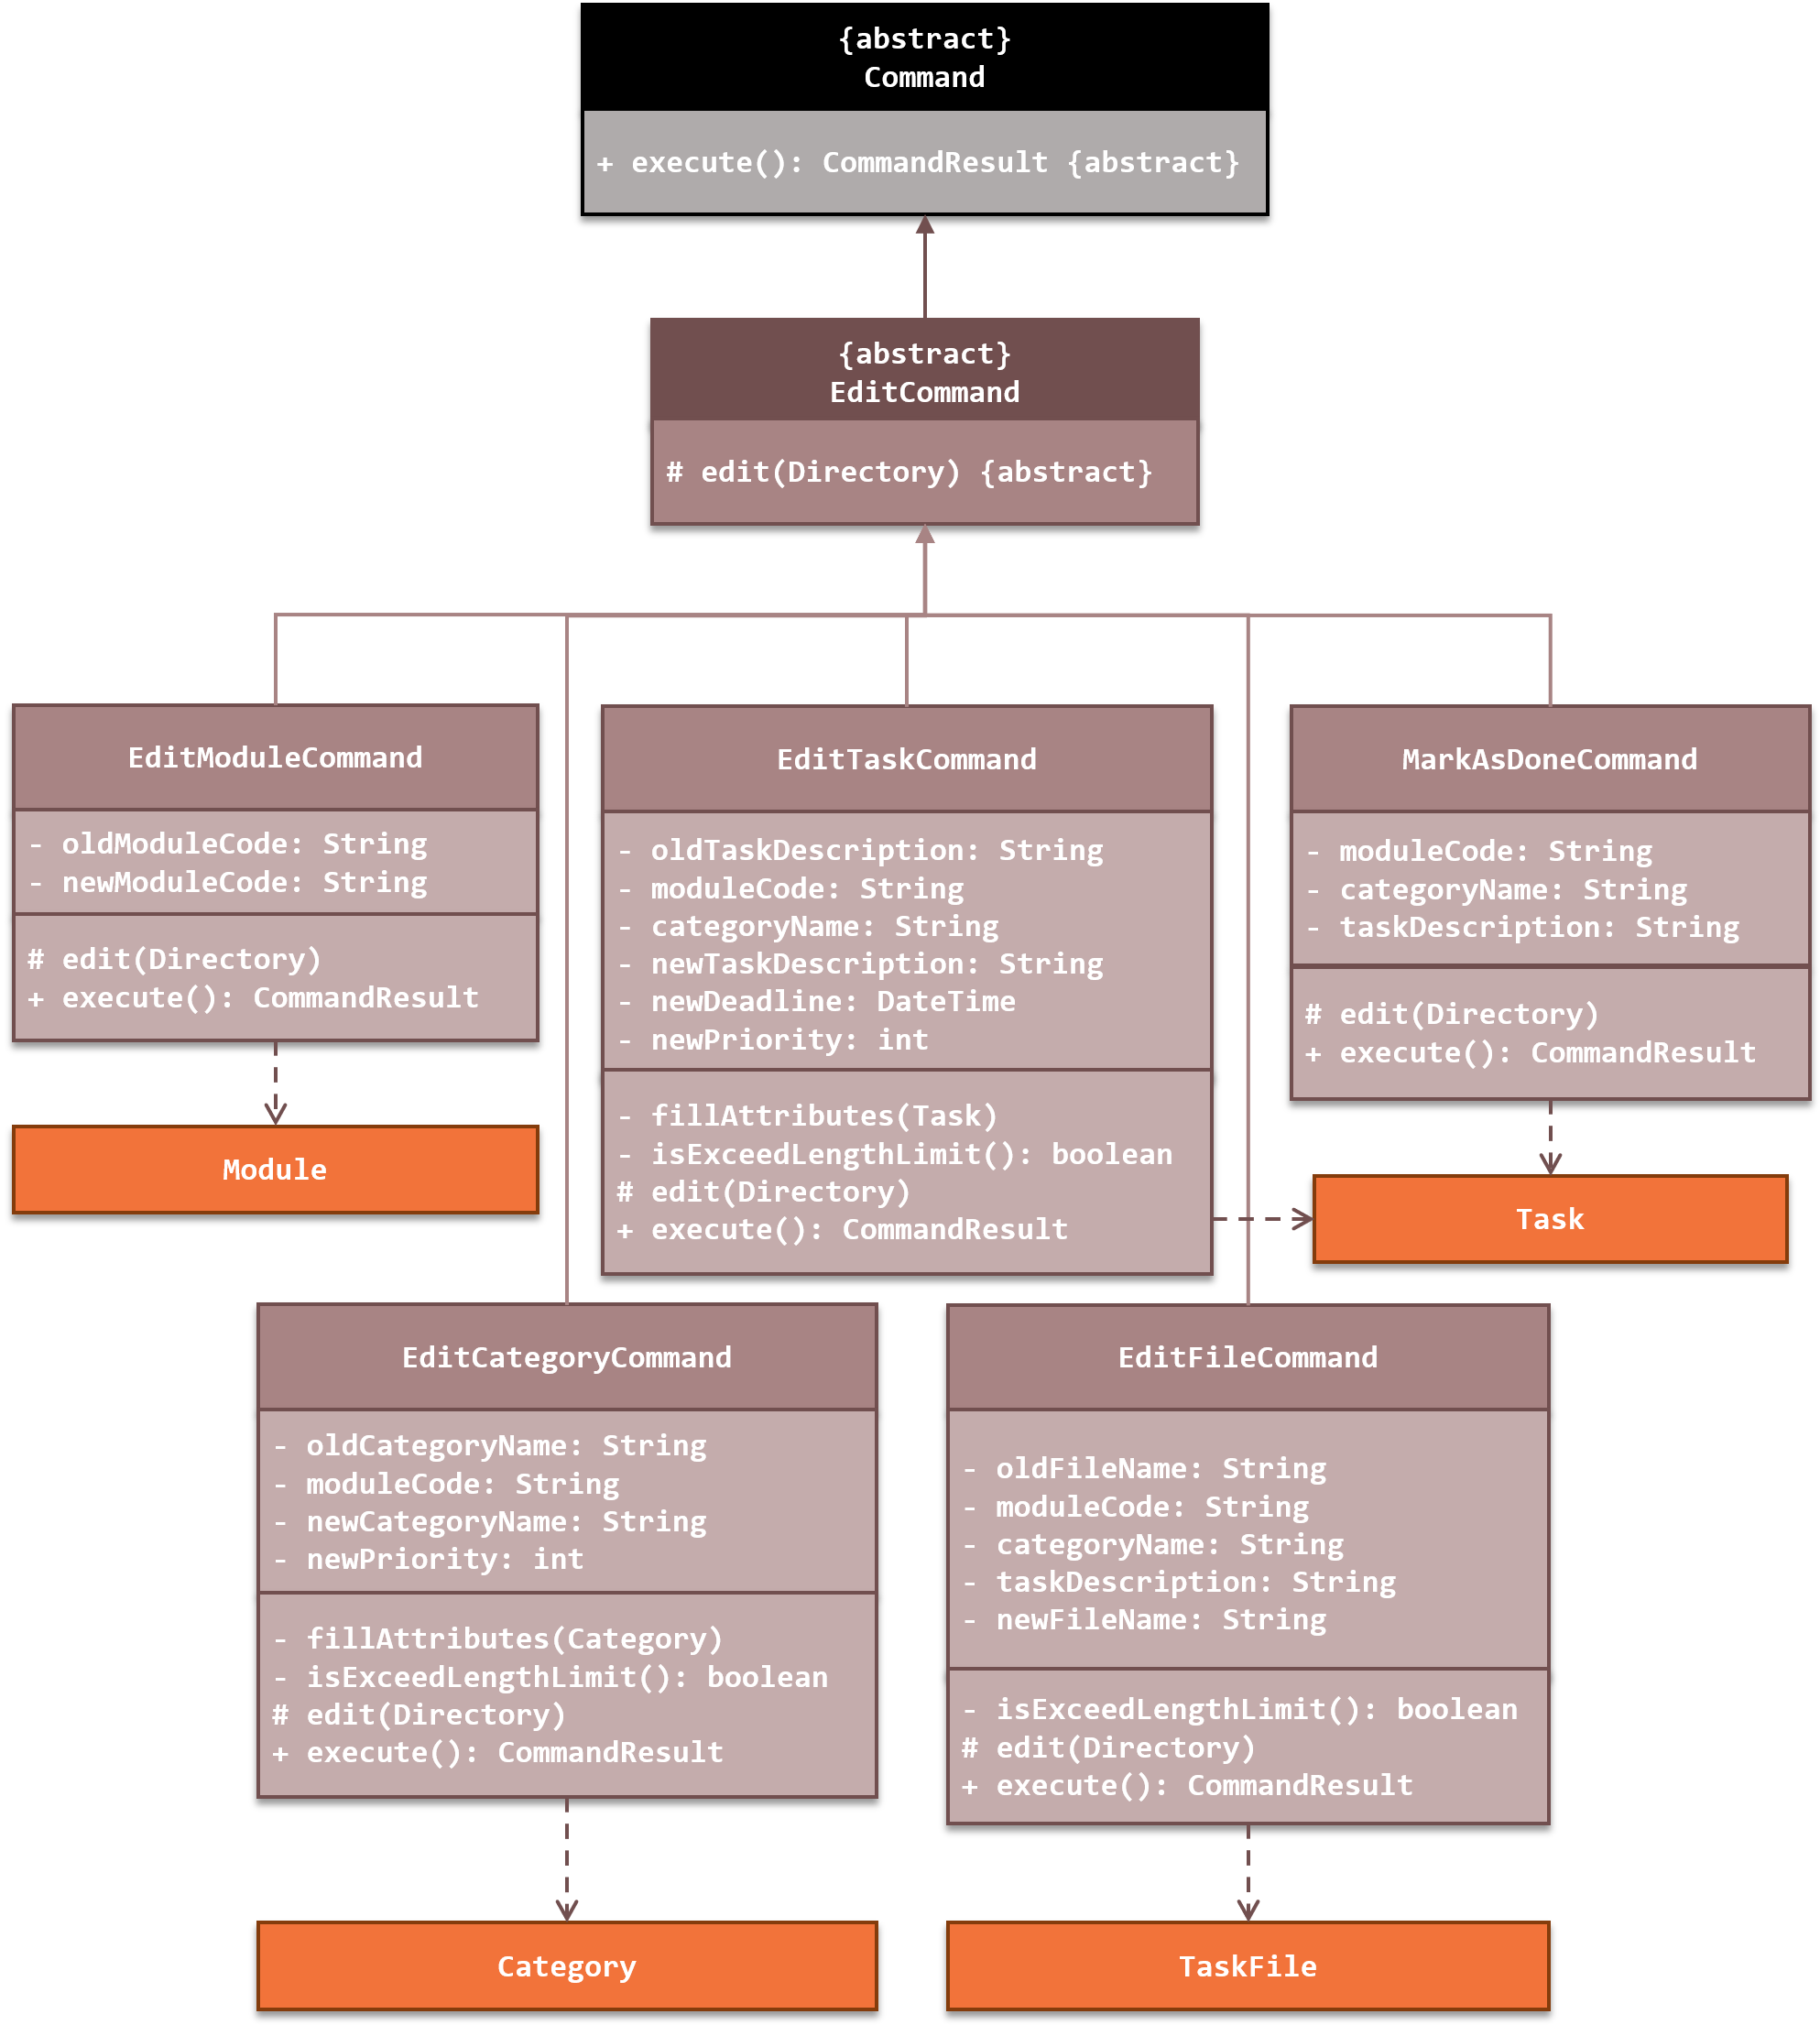 {abstract}
Command
+ execute(): CommandResult {abstract}
{abstract}
EditCommand
# edit(Directory) {abstract}
EditModuleCommand
- oldModuleCode: String
- newModuleCode: String
# edit(Directory)
+ execute(): CommandResult
Module
EditTaskCommand
- oldTaskDescription: String
- moduleCode: String
- categoryName: String
- newTaskDescription: String
- newDeadline: DateTime
- newPriority: int
- fillAttributes(Task)
- isExceedLengthLimit(): boolean
# edit(Directory)
+ execute(): CommandResult
MarkAsDoneCommand
- moduleCode: String
- categoryName: String
- taskDescription: String
# edit(Directory)
+ execute(): CommandResult
Task
EditCategoryCommand
- oldCategoryName: String
- moduleCode: String
- newCategoryName: String
- newPriority: int
- fillAttributes(Category)
- isExceedLengthLimit(): boolean
# edit(Directory)
+ execute(): CommandResult
Category
EditFileCommand
- oldFileName: String
- moduleCode: String
- categoryName: String
- taskDescription: String
- newFileName: String
- isExceedLengthLimit(): boolean
# edit(Directory)
+ execute(): CommandResult
TaskFile